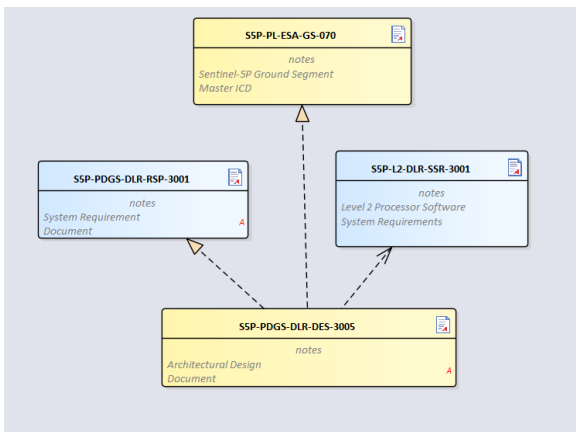 S5P-PL-ESA-GS-070
notes
Sentinel-5P Ground Segment
Master ICD
S5P-PDGS-DLR-RSP-3001
notes
System Requirement
Document
A
S5P-L2-DLR-SSR-3001
notes
Level 2 Processor Software
System Requirements
S5P-PDGS-DLR-DES-3005
notes
Architectural Design
Document
A